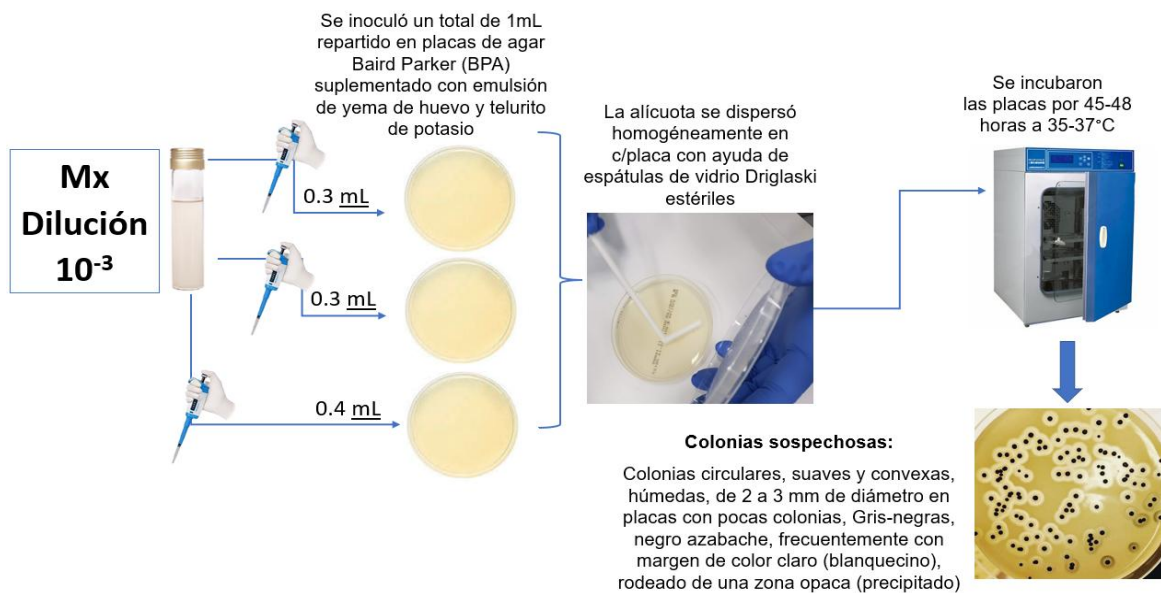 Se inoculó un total de 1mL
repartido en placas de agar
Baird Parker (BPA)
suplementado con emulsión
de yema de huevo y telurito
de potasio
Mx
Dilución
10⁻³
0.3 mL
0.3 mL
0.4 mL
La alícuota se dispersó
homogéneamente en
c/placa con ayuda de
espátulas de vidrio Driglaski
estériles
Se incubaron
las placas por 45-48
horas a 35-37°C
Colonias sospechosas:
Colonias circulares, suaves y convexas,
húmedas, de 2 a 3 mm de diámetro en
placas con pocas colonias, Gris-negras,
negro azabache, frecuentemente con
margen de color claro (blanquecino),
rodeado de una zona opaca (precipitado)